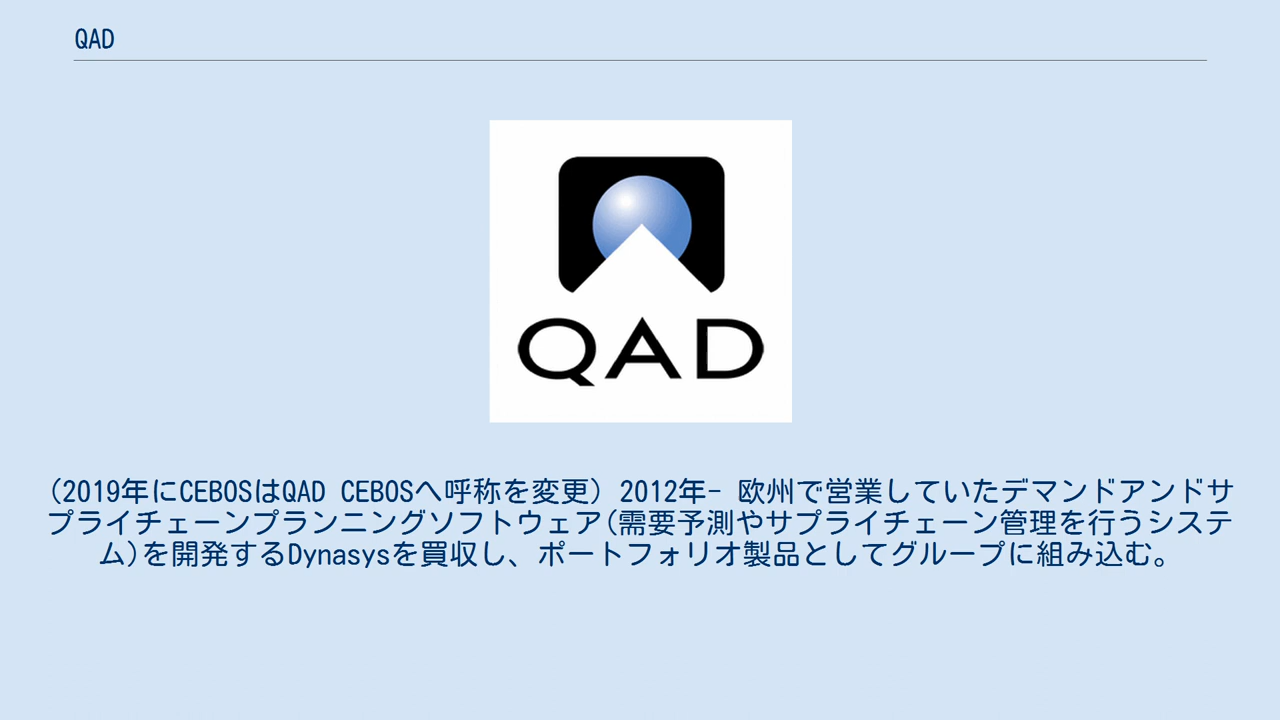 QAD
QAD
(2019年にCEBOSはQAD CEBOSへ呼称を変更) 2012年- 欧州で営業していたデマンドアンドサ
プライチェーンプランニングソフトウェア(需要予測やサプライチェーン管理を行うシステ
ム)を開発するDynasysを買収し、ポートフォリオ製品としてグループに組み込む。